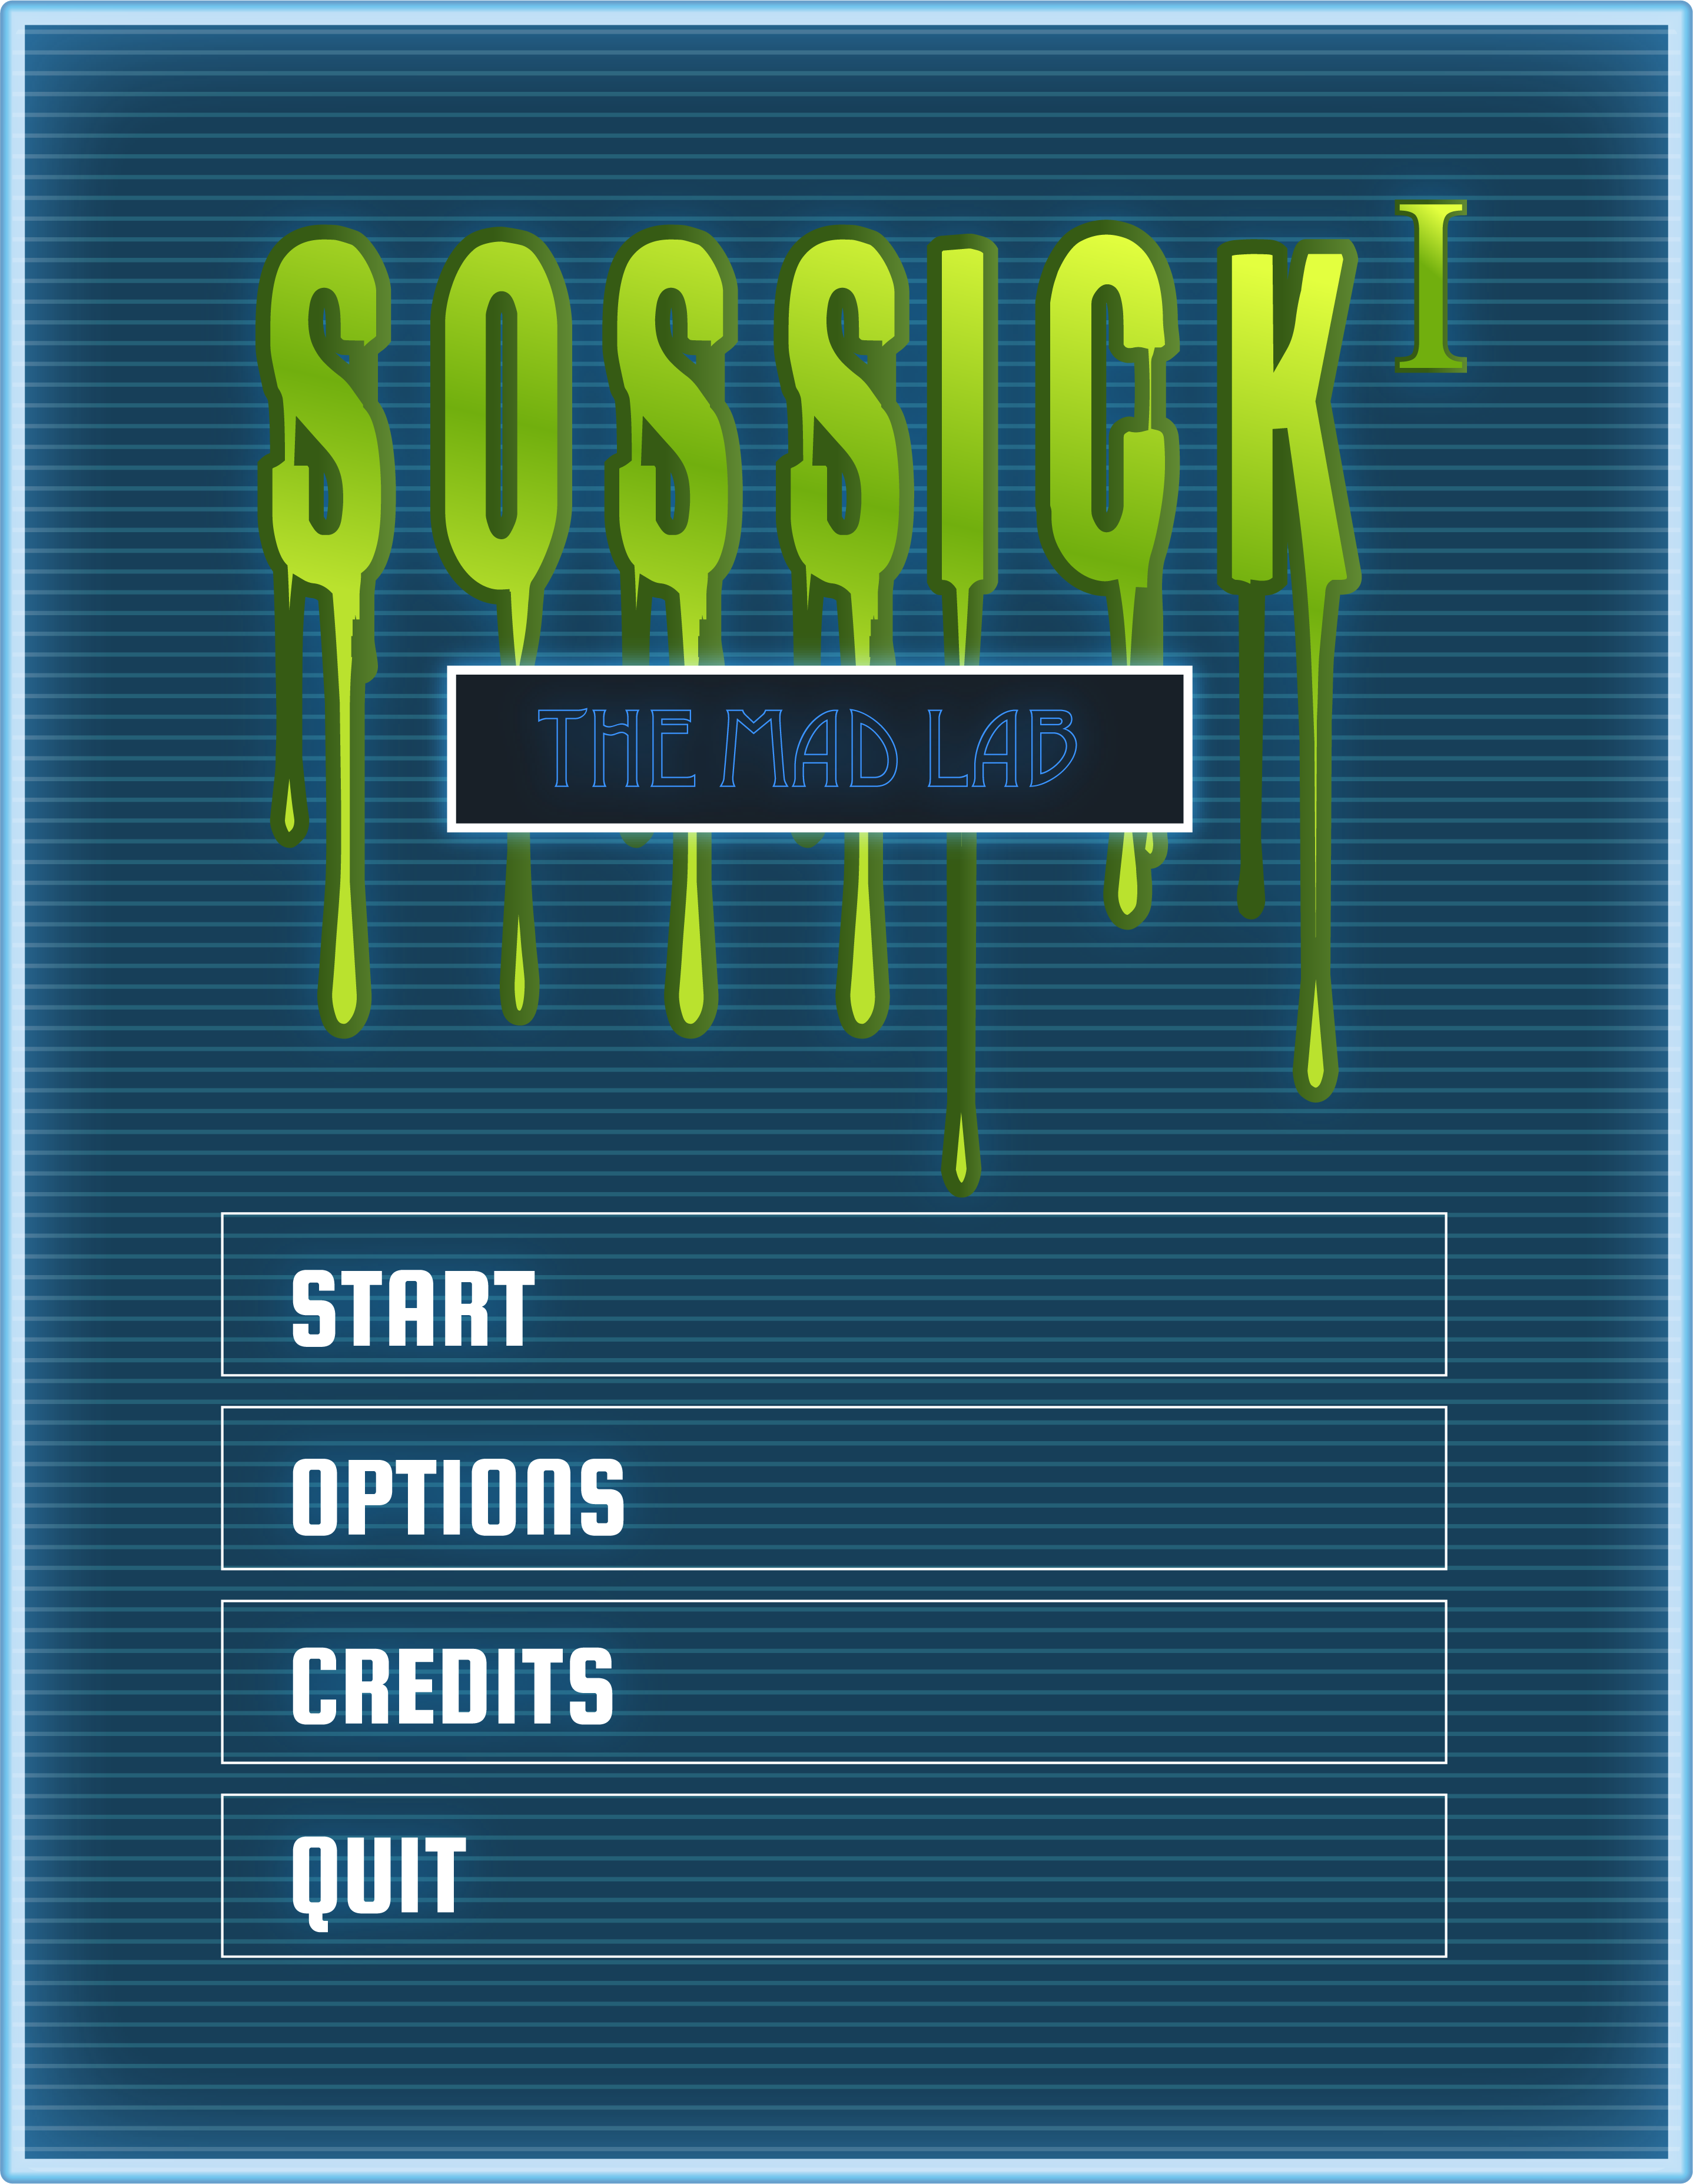 SOSSICK I
THE MAD LAB
START
OPTIONS
CREDITS
QUIT